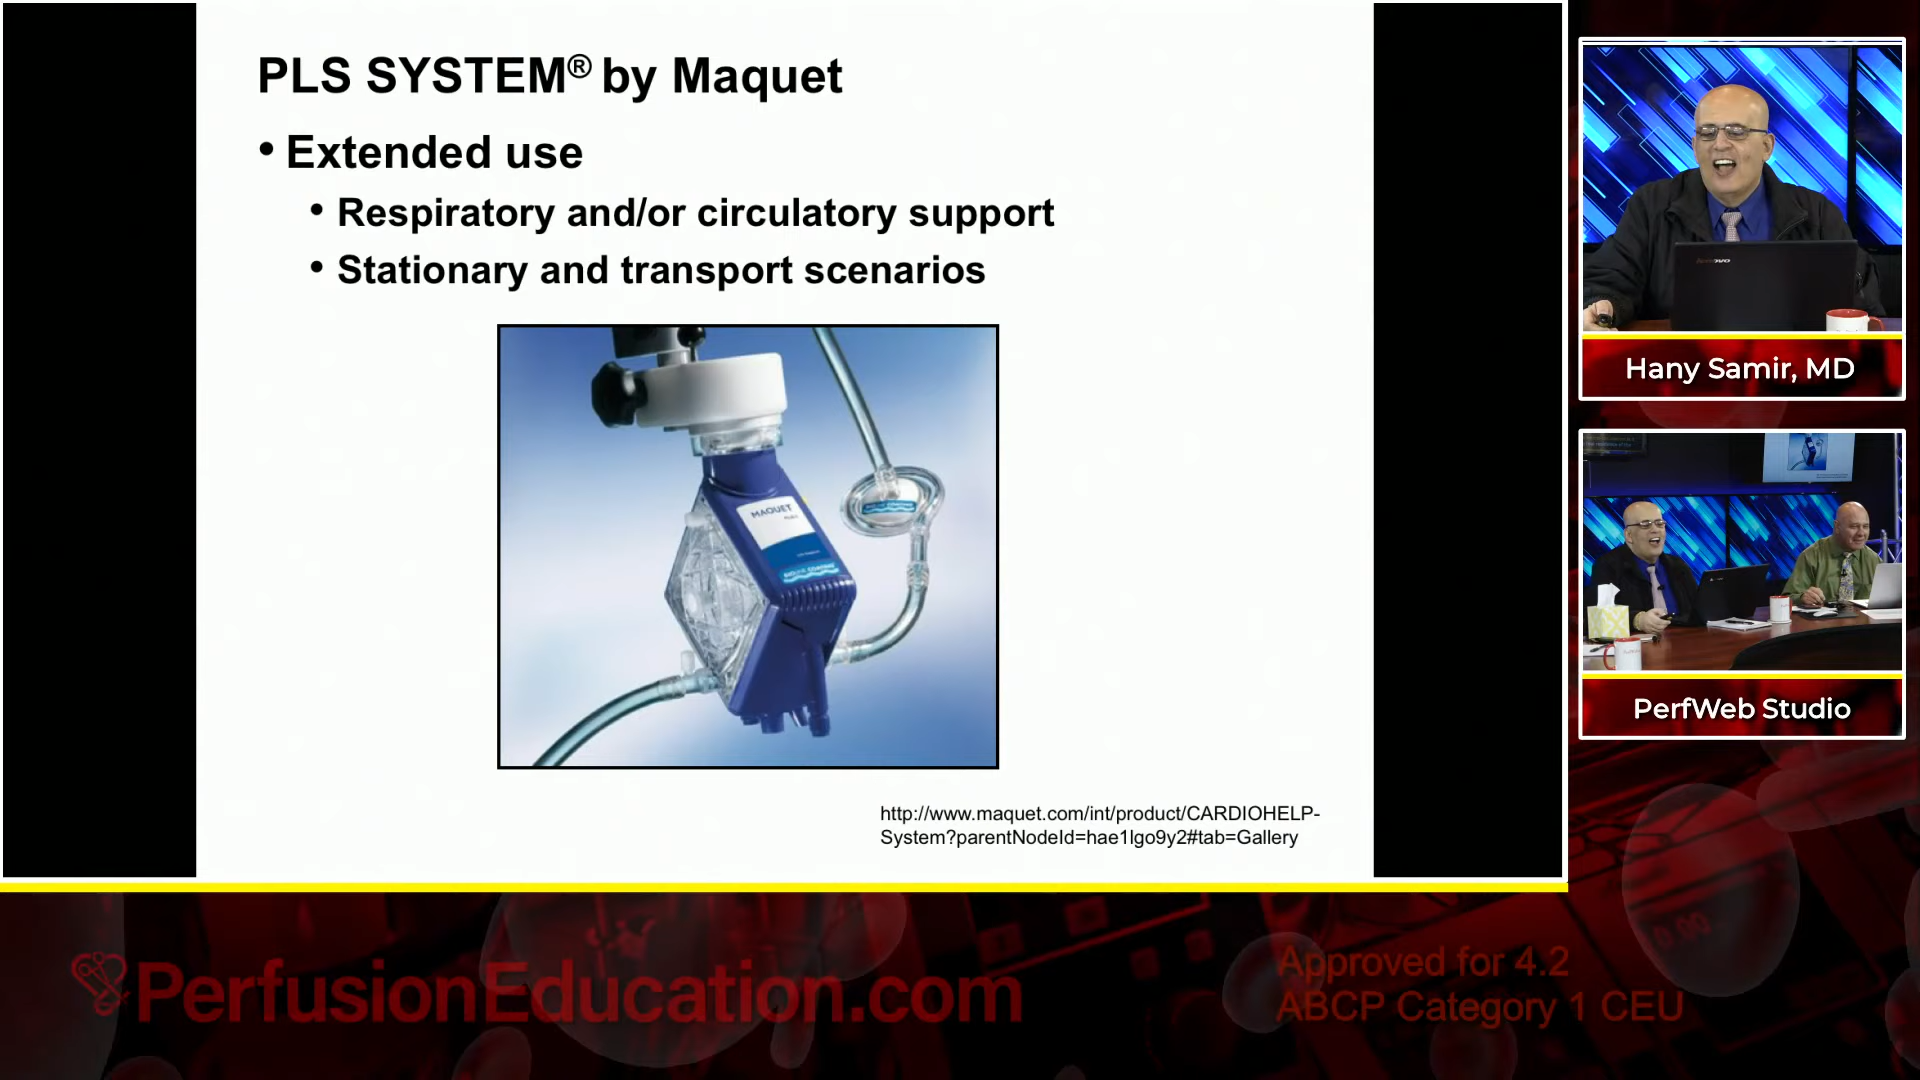 PLS SYSTEM® by Maquet
• Extended use
• Respiratory and/or circulatory support
• Stationary and transport scenarios
MAQUET
http://www.maquet.com/int/product/CARDIOHELP-
System?parentNodeId=hae1lgo9y2#tab=Gallery
lenovo
Hany Samir, MD
PerfWeb Studio
PerfusionEducation.com
Approved for 4.2
ABCP Category 1 CEU